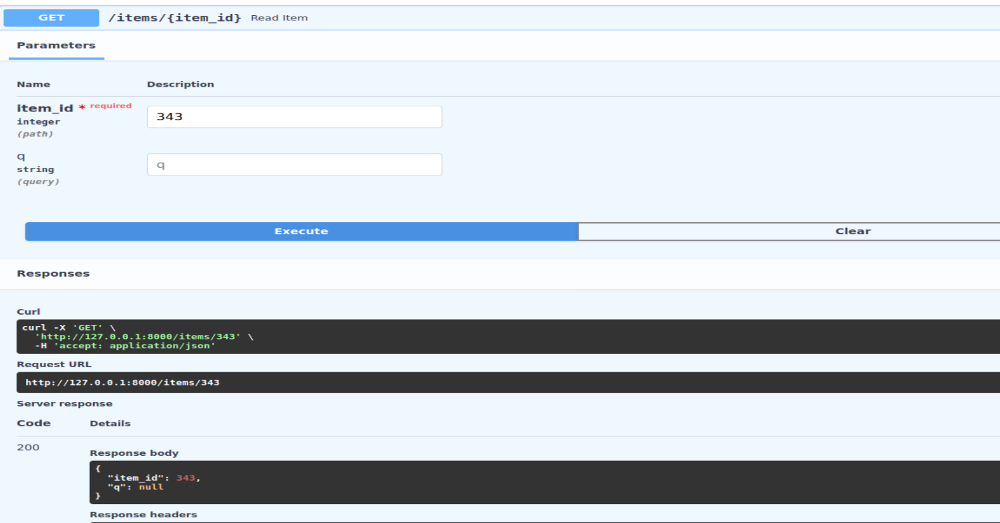 GET /items/{item_id} Read Item
Parameters
Name Description
item_id * required
343
integer
(path)
q
q
string
(query)
Execute Clear
Responses
Curl
curl -X 'GET' \
  'http://127.0.0.1:8000/items/343' \
  -H 'accept: application/json'
Request URL
http://127.0.0.1:8000/items/343
Server response
Code Details
200
Response body
{
  "item_id": 343,
  "q": null
}
Response headers